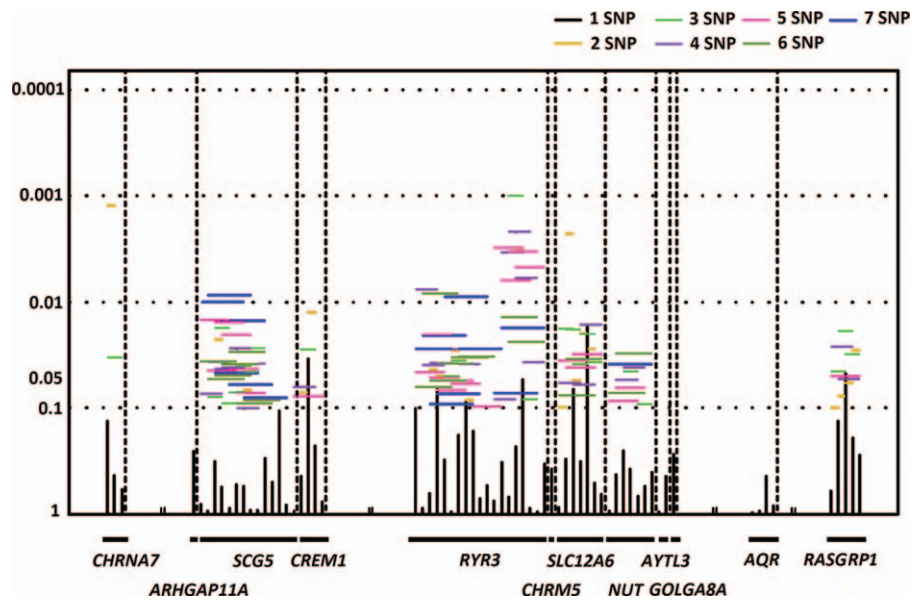 1 SNP 3 SNP 5 SNP 7 SNP
2 SNP 4 SNP 6 SNP
0.0001
0.001
0.01
0.05
0.1
1
CHRNA7 SCG5 CREM1 RYR3 SLC12A6 AYTL3 AQR RASGRP1
ARHGAP11A CHRM5 NUT GOLGA8A